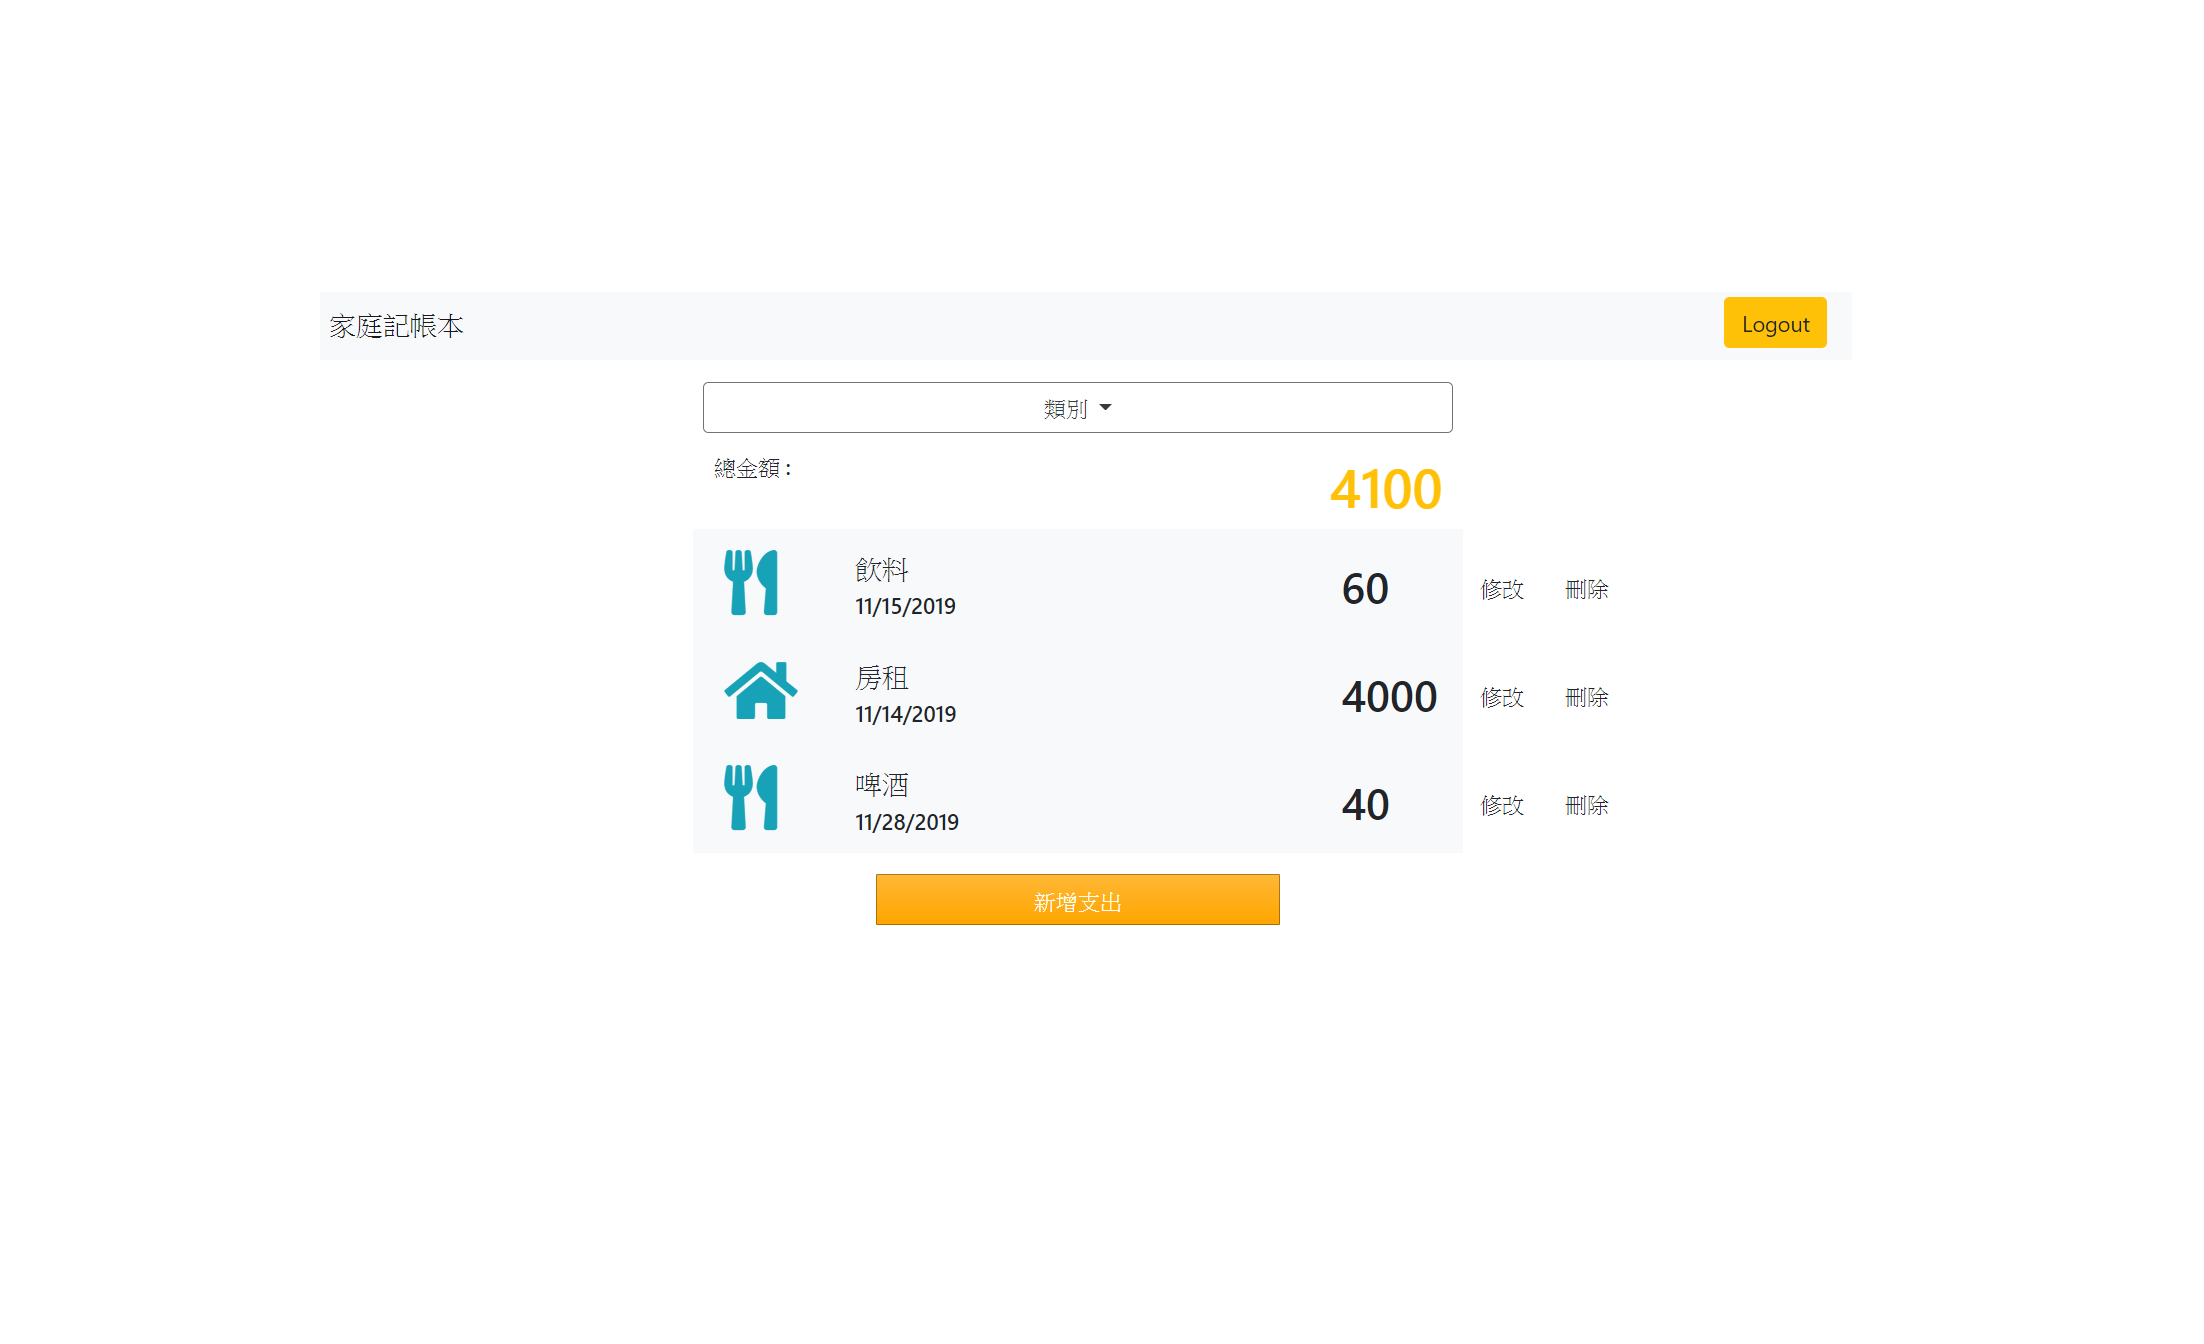 家庭記帳本
Logout
類別
總金額 :
4100
飲料
11/15/2019
60
修改
刪除
房租
11/14/2019
4000
修改
刪除
啤酒
11/28/2019
40
修改
刪除
新增支出